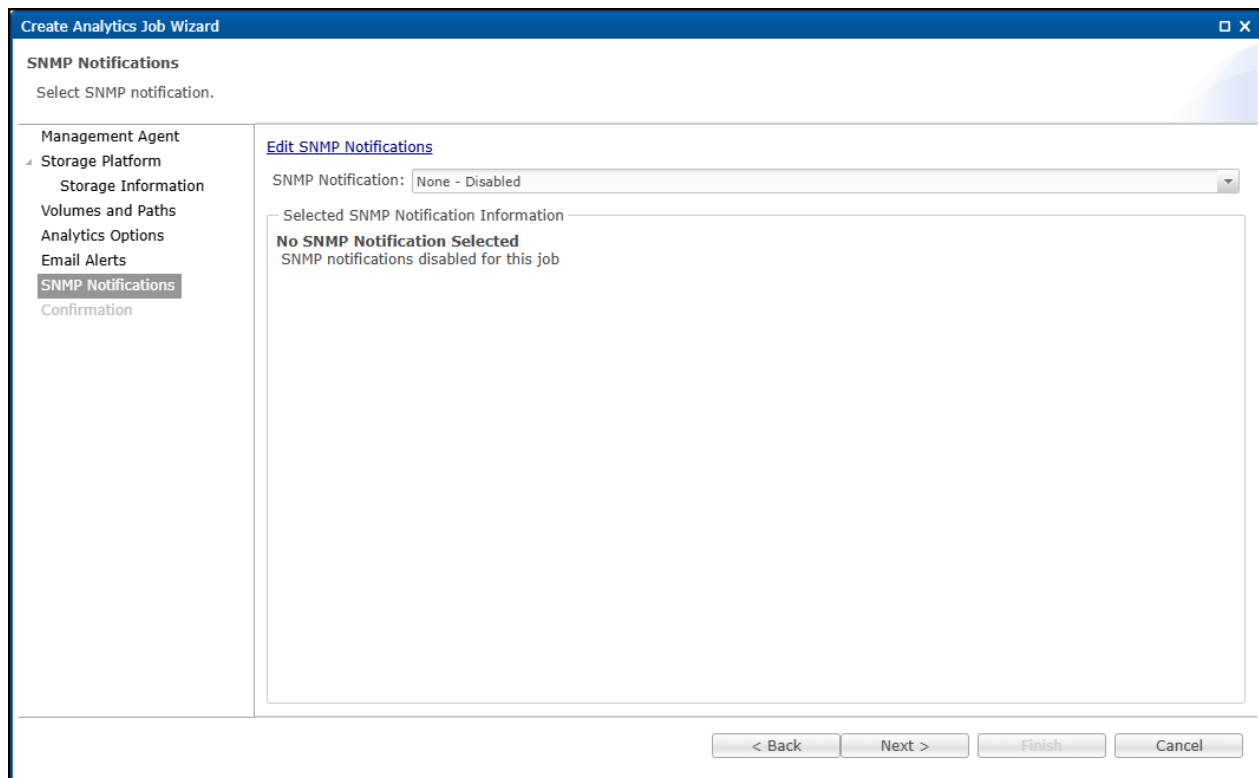 Create Analytics Job Wizard
SNMP Notifications
Select SNMP notification.
Management Agent
Storage Platform
Storage Information
Volumes and Paths
Analytics Options
Email Alerts
SNMP Notifications
Confirmation
Edit SNMP Notifications
SNMP Notification: None - Disabled
Selected SNMP Notification Information
No SNMP Notification Selected
SNMP notifications disabled for this job
< Back Next > Finish Cancel